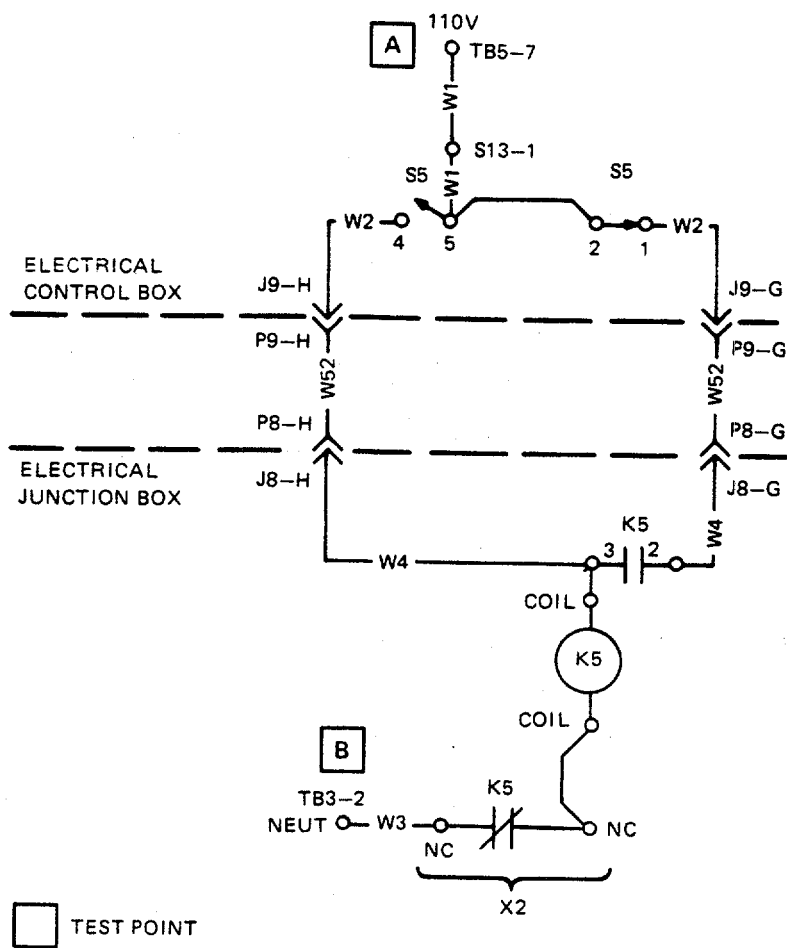 110V
A
TB5-7
W1
S13-1
S5
W1
S5
W2
4
5
2
1
W2
ELECTRICAL
CONTROL BOX
J9-H
J9-G
P9-H
P9-G
W52
W52
P8-H
P8-G
ELECTRICAL
JUNCTION BOX
J8-H
J8-G
K5
W4
W4
3
2
COIL
K5
COIL
B
K5
TB3-2
NEUT
W3
NC
NC
X2
TEST POINT